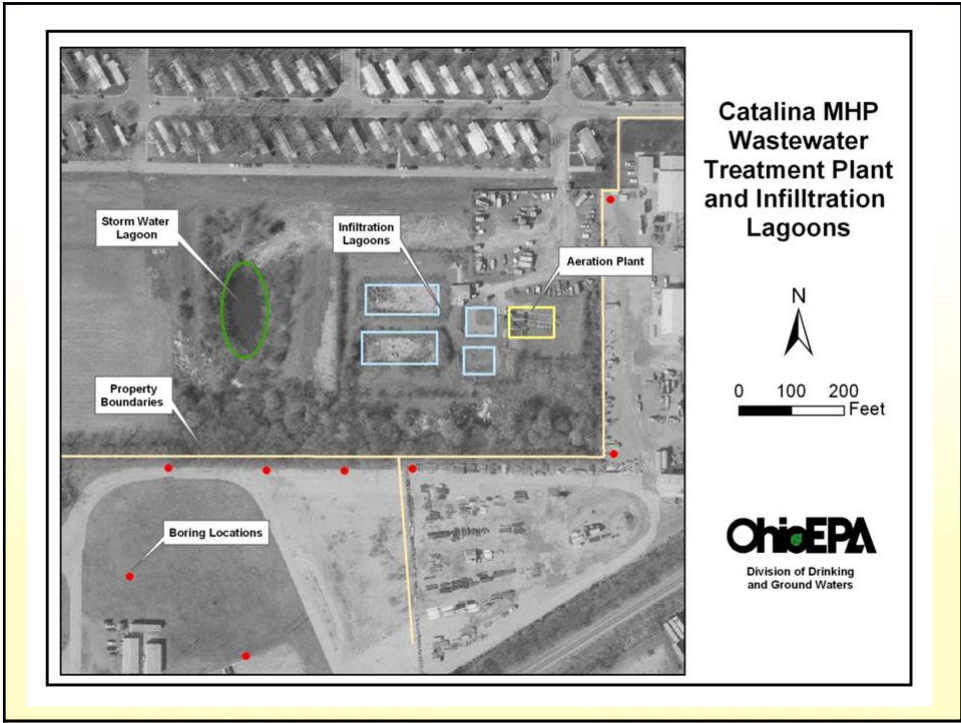 Catalina MHP
Wastewater
Treatment Plant
and Infilltration
Lagoons
Storm Water
Lagoon
Infiltration
Lagoons
Aeration Plant
Property
Boundaries
Boring Locations
N
0 100 200
Feet
OhioEPA
Division of Drinking
and Ground Waters